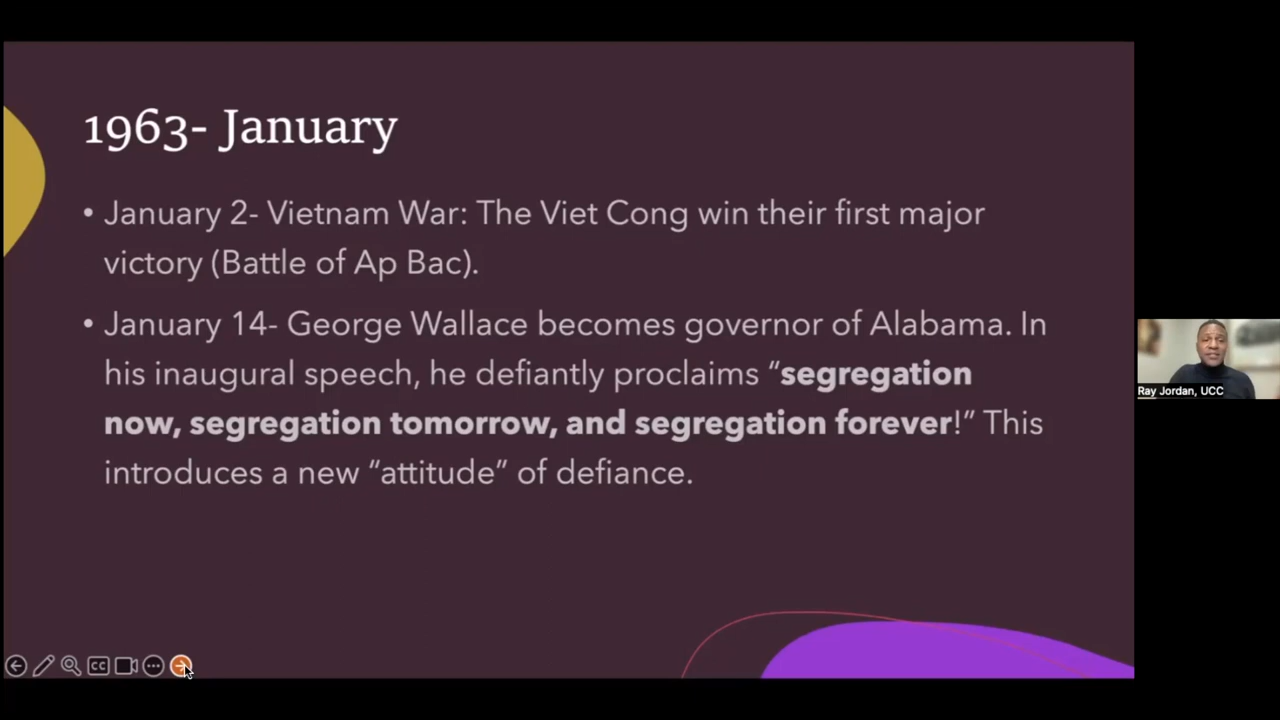 1963- January
• January 2- Vietnam War: The Viet Cong win their first major
victory (Battle of Ap Bac).
• January 14- George Wallace becomes governor of Alabama. In
his inaugural speech, he defiantly proclaims “segregation
now, segregation tomorrow, and segregation forever!” This
introduces a new “attitude” of defiance.
Ray Jordan, UCC
CC